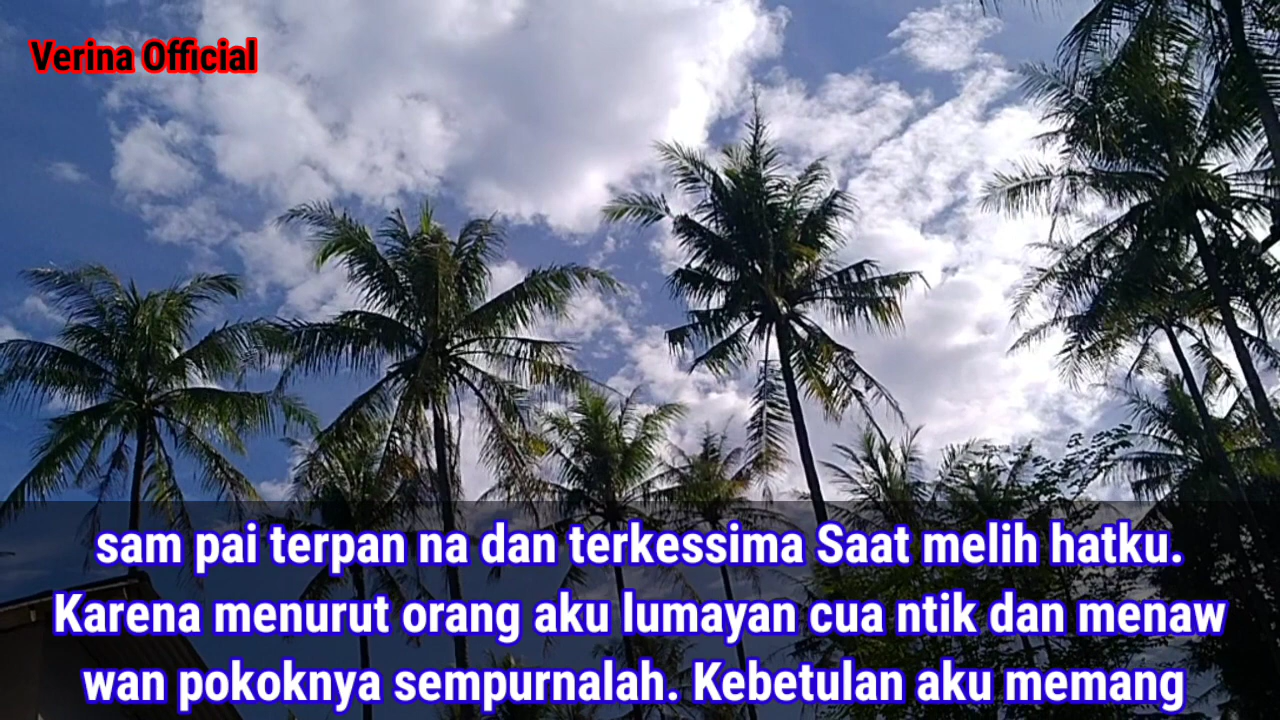 Verina Official
sam pai terpan na dan terkessima Saat melih hatku.
Karena menurut orang aku lumayan cua ntik dan menaw
wan pokoknya sempurnalah. Kebetulan aku memang